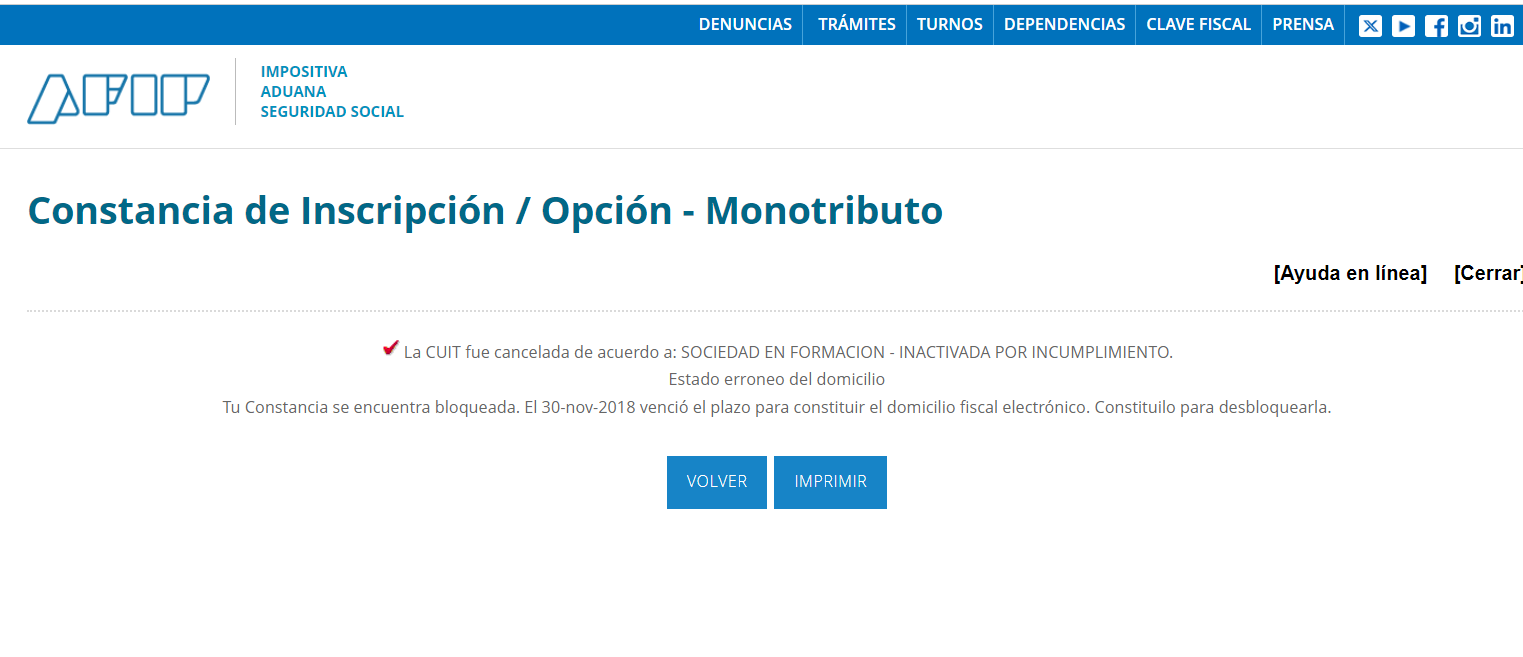 DENUNCIAS TRÁMITES TURNOS DEPENDENCIAS CLAVE FISCAL PRENSA
AFIP
IMPOSITIVA
ADUANA
SEGURIDAD SOCIAL
Constancia de Inscripción / Opción - Monotributo
[Ayuda en línea] [Cerrar]
La CUIT fue cancelada de acuerdo a: SOCIEDAD EN FORMACION - INACTIVADA POR INCUMPLIMIENTO.
Estado erroneo del domicilio
Tu Constancia se encuentra bloqueada. El 30-nov-2018 venció el plazo para constituir el domicilio fiscal electrónico. Constituilo para desbloquearla.
VOLVER IMPRIMIR